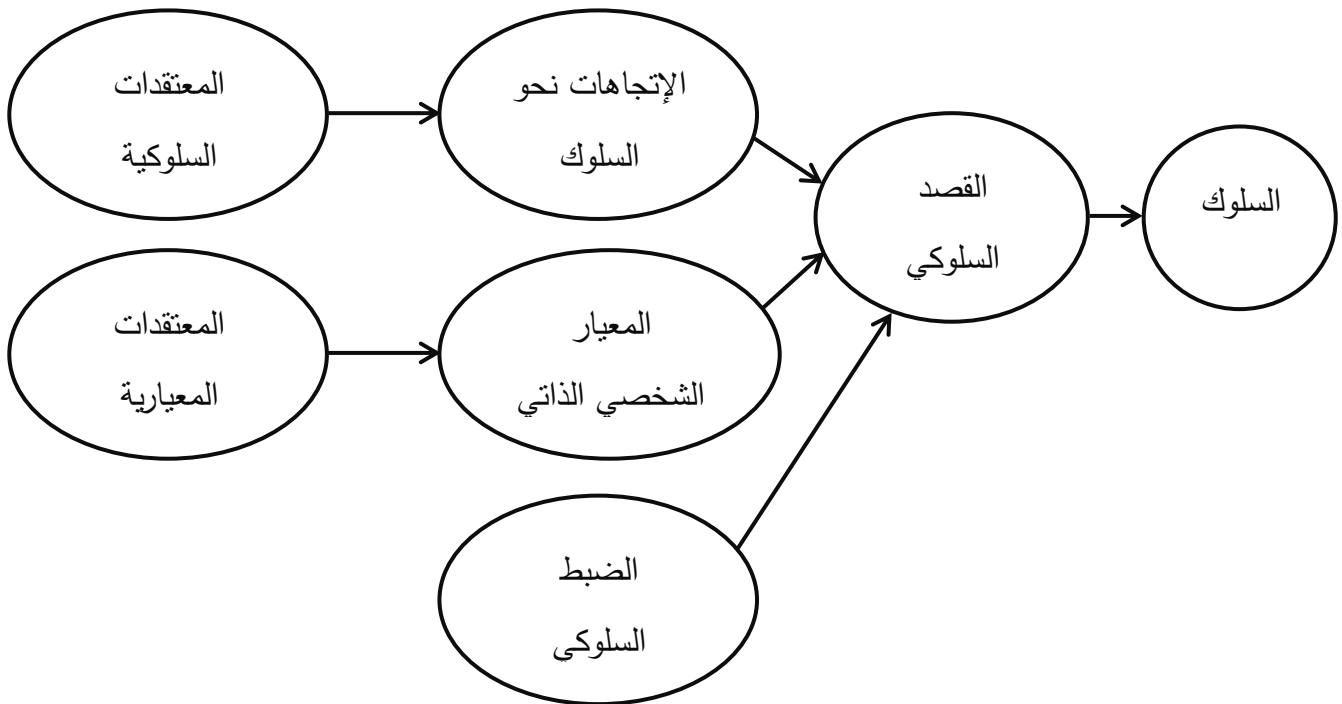 المعتقدات
السلوكية
الإتجاهات نحو
السلوك
القصد
السلوكي
السلوك
المعتقدات
المعيارية
المعيار
الشخصي الذاتي
الضبط
السلوكي